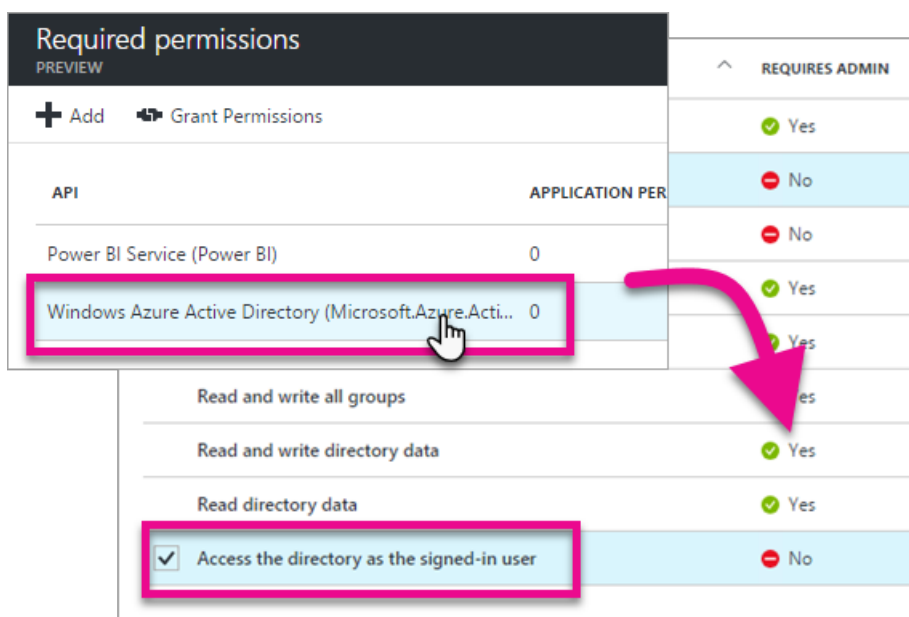 Required permissions
PREVIEW
Add Grant Permissions
API APPLICATION PER
Power BI Service (Power BI) 0
Windows Azure Active Directory (Microsoft.Azure.Acti... 0
REQUIRES ADMIN
Yes
No
No
Yes
Yes
Read and write all groups es
Read and write directory data Yes
Read directory data Yes
Access the directory as the signed-in user No